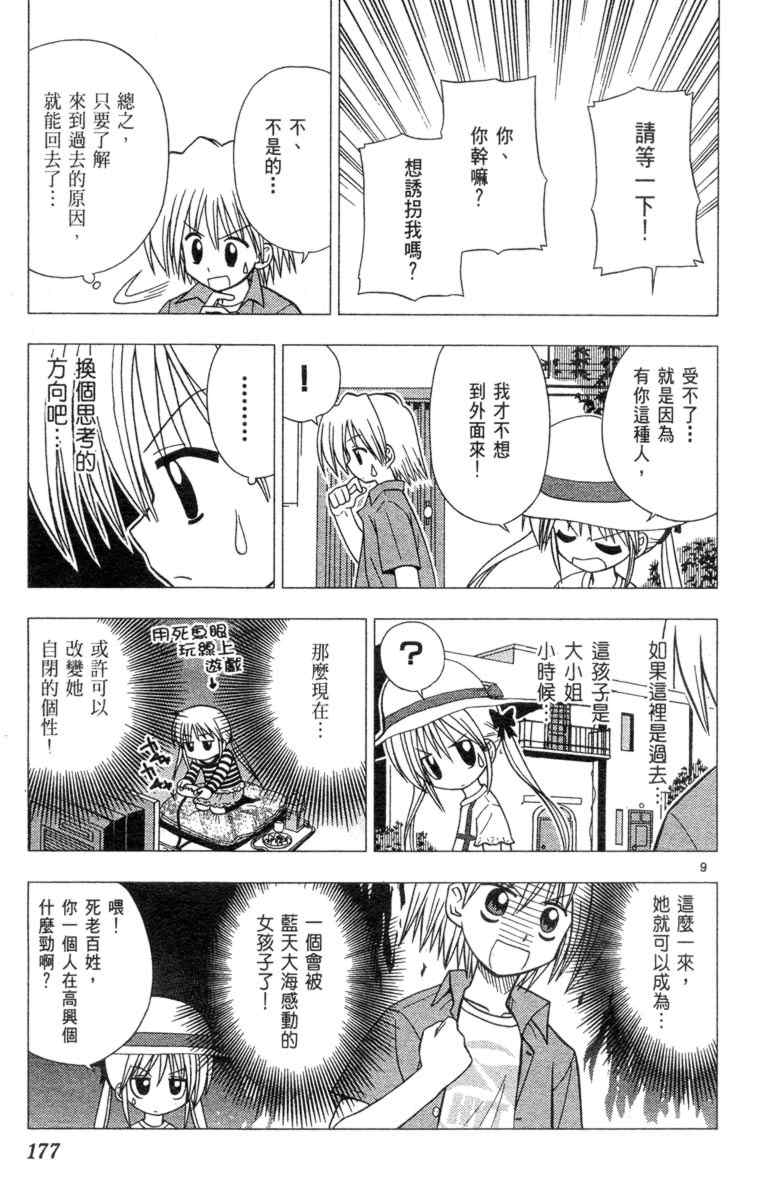 請等一下！
你、
你幹嘛？
想誘拐我嗎？
不、
不是的…
總之，
只要了解
來到過去的原因，
就能回去了…
受不了…
就是因為
有你這種人，
我才不想
到外面來！
！
………
換個思考的
方向吧…
如果這裡是過去…
這孩子是
大小姐
小時候…
？
那麼現在…
用死魚眼
玩線上
遊戲
或許可以
改變她
自閉的個性！
9
這麼一來，
她就可以成為…
一個會被
藍天大海感動的
女孩子了！
喂！
死老百姓，
你一個人在高興個
什麼勁啊？
177